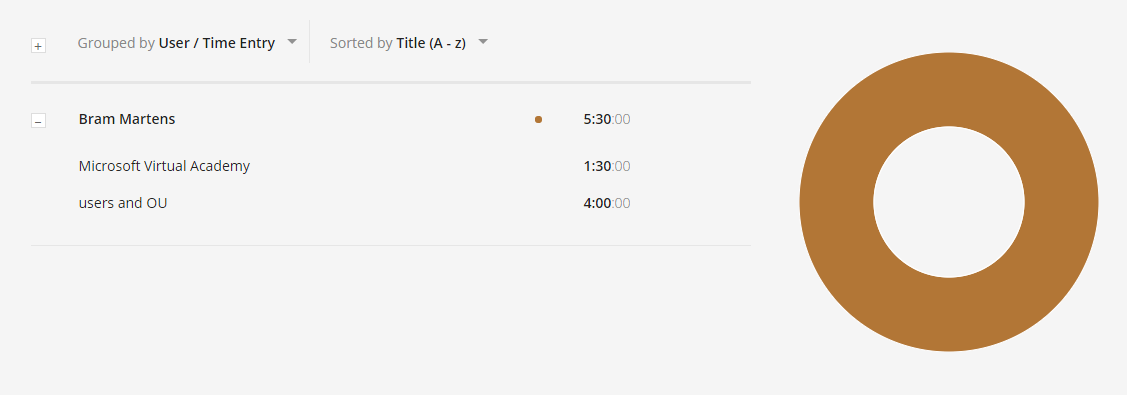 Grouped by User / Time Entry Sorted by Title (A - z)
Bram Martens 5:30:00
Microsoft Virtual Academy 1:30:00
users and OU 4:00:00